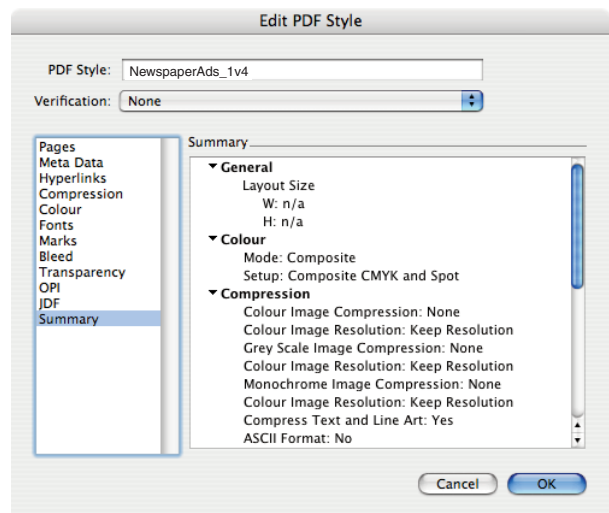 Edit PDF Style
PDF Style: NewspaperAds_1v4
Verification: None
Pages
Meta Data
Hyperlinks
Compression
Colour
Fonts
Marks
Bleed
Transparency
OPI
JDF
Summary
Summary
General
Layout Size
W: n/a
H: n/a
Colour
Mode: Composite
Setup: Composite CMYK and Spot
Compression
Colour Image Compression: None
Colour Image Resolution: Keep Resolution
Grey Scale Image Compression: None
Colour Image Resolution: Keep Resolution
Monochrome Image Compression: None
Colour Image Resolution: Keep Resolution
Compress Text and Line Art: Yes
ASCII Format: No
Cancel OK